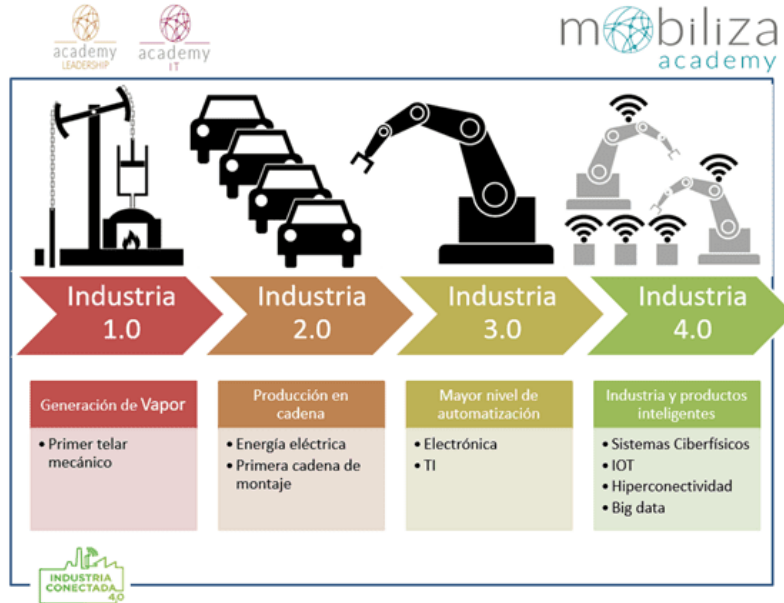 academy
LEADERSHIP
academy
IT
mobiliza
academy
Industria
1.0
Industria
2.0
Industria
3.0
Industria
4.0
Generación de Vapor
• Primer telar
mecánico
Producción en
cadena
• Energía eléctrica
• Primera cadena de
montaje
Mayor nivel de
automatización
• Electrónica
• TI
Industria y productos
inteligentes
• Sistemas Ciberfísicos
• IOT
• Hiperconectividad
• Big data
INDUSTRIA
CONECTADA
4.0